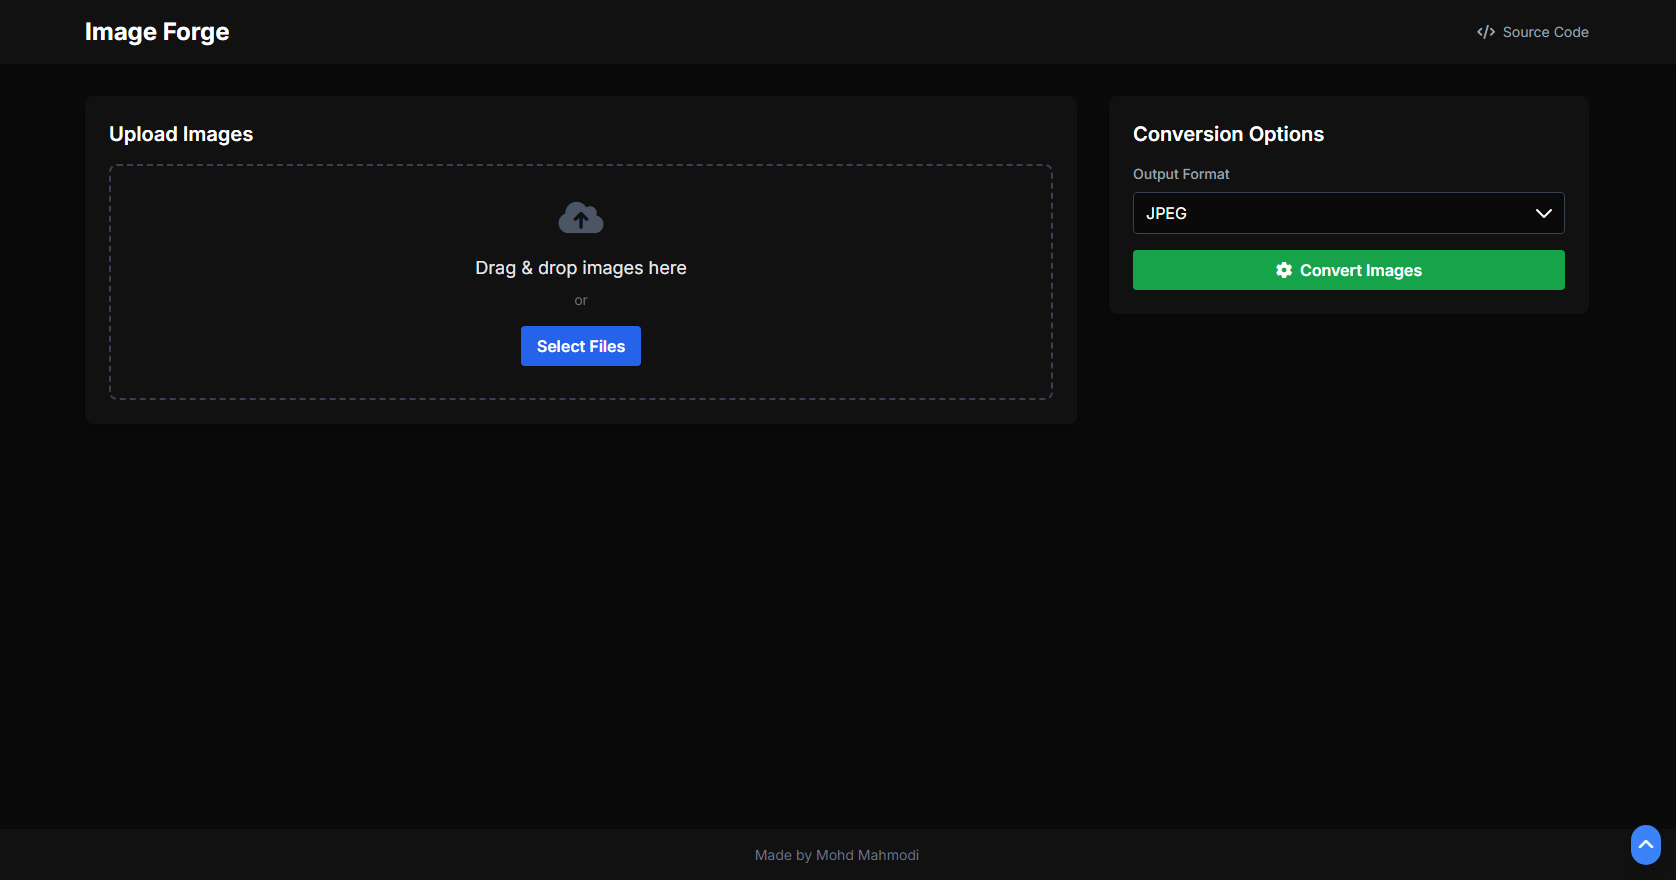 Image Forge
</> Source Code
Upload Images
Drag & drop images here
or
Select Files
Conversion Options
Output Format
JPEG
Convert Images
Made by Mohd Mahmodi